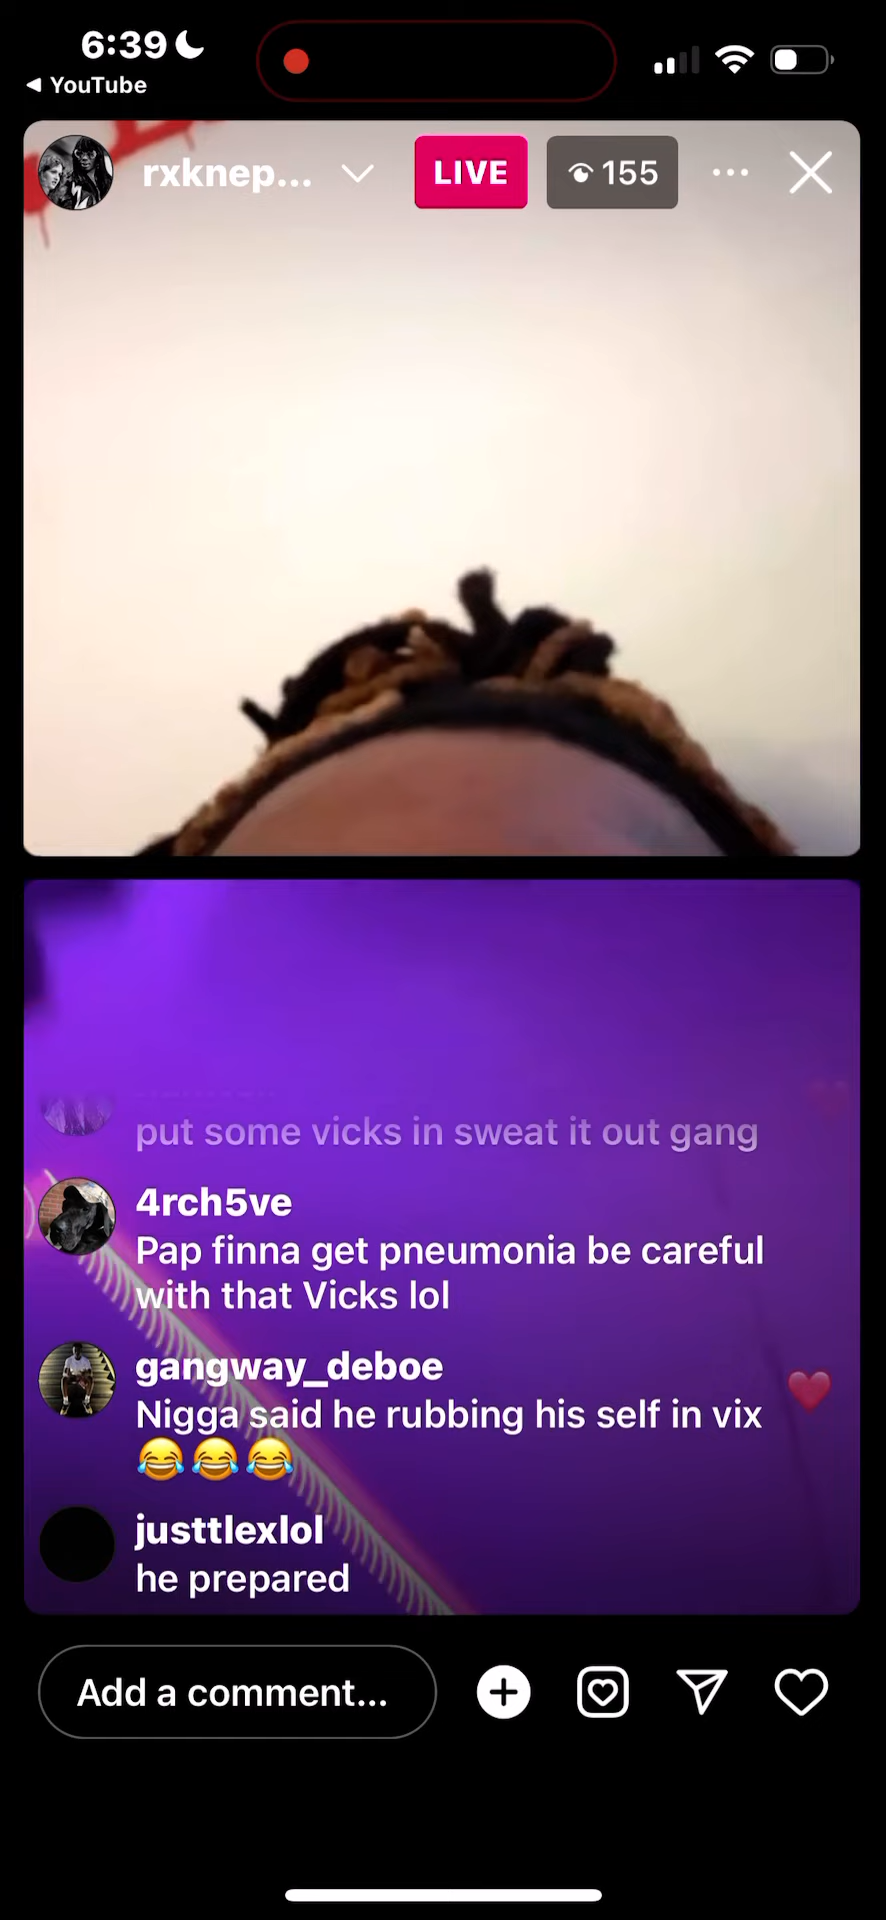 6:39
YouTube
rxknep...
LIVE
155
put some vicks in sweat it out gang
4rch5ve
Pap finna get pneumonia be careful
with that Vicks lol
gangway_deboe
Nigga said he rubbing his self in vix
😂😂😂
justtlexlol
he prepared
Add a comment...